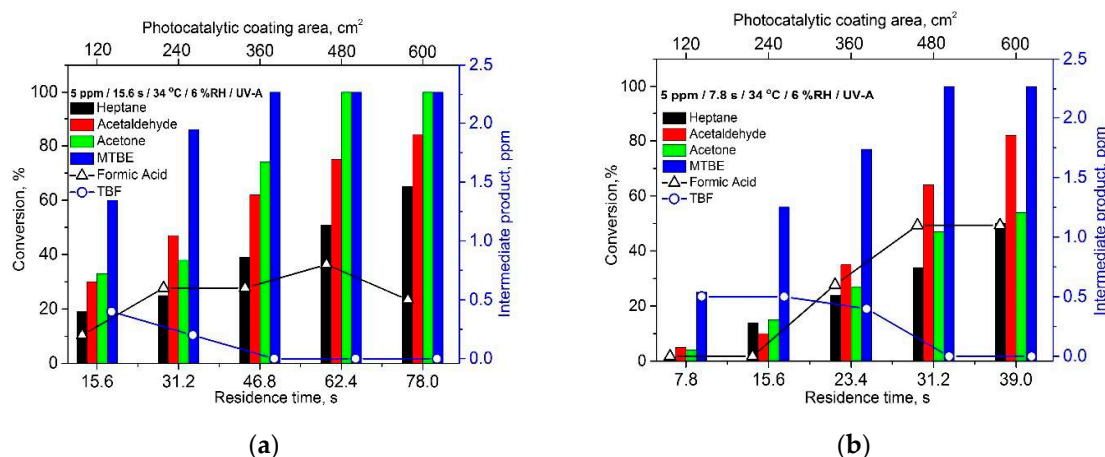 Photocatalytic coating area, cm²
120 240 360 480 600
5 ppm / 15.6 s / 34 °C / 6 %RH / UV-A
Heptane
Acetaldehyde
Acetone
MTBE
Formic Acid
TBF
Conversion, %
100
80
60
40
20
0
Intermediate product, ppm
2.5
2.0
1.5
1.0
0.5
0.0
15.6 31.2 46.8 62.4 78.0
Residence time, s
(a)
Photocatalytic coating area, cm²
120 240 360 480 600
5 ppm / 7.8 s / 34 °C / 6 %RH / UV-A
Heptane
Acetaldehyde
Acetone
MTBE
Formic Acid
TBF
Conversion, %
100
80
60
40
20
0
Intermediate product, ppm
2.5
2.0
1.5
1.0
0.5
0.0
7.8 15.6 23.4 31.2 39.0
Residence time, s
(b)